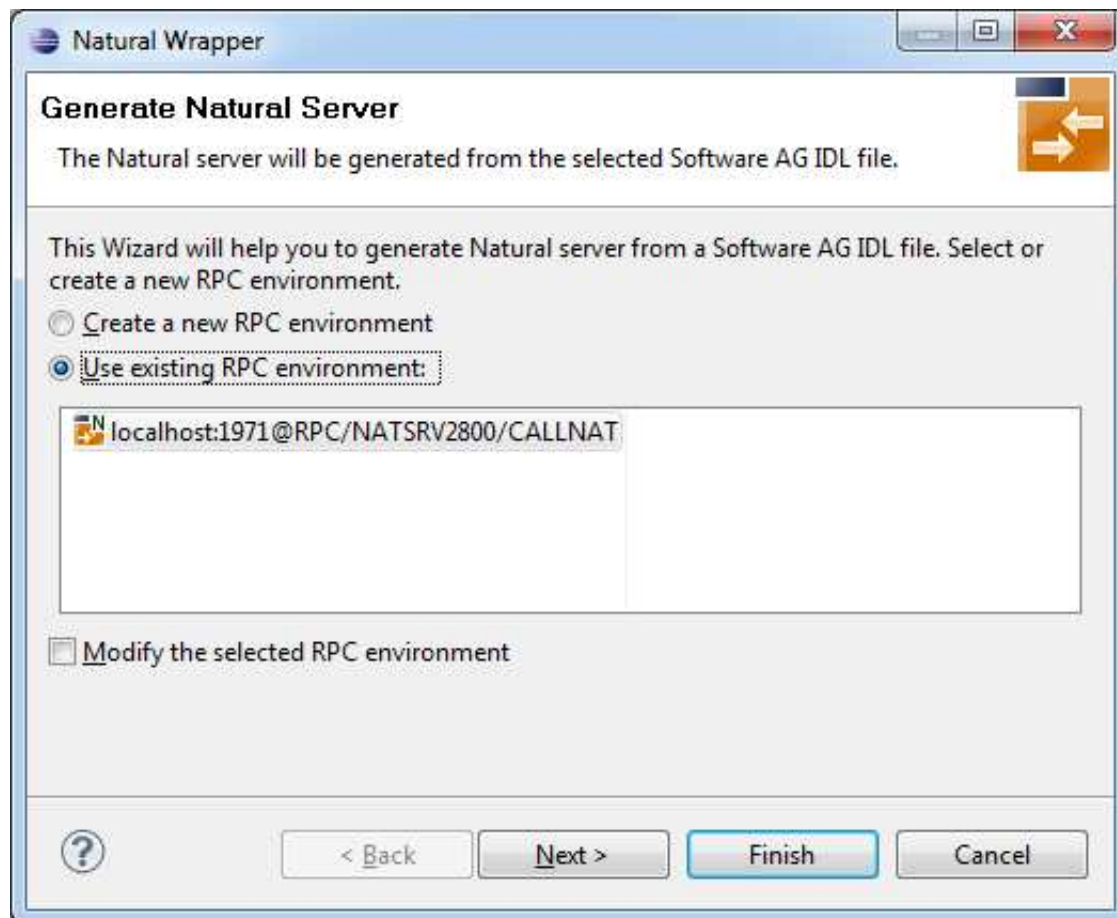 Natural Wrapper
Generate Natural Server
The Natural server will be generated from the selected Software AG IDL file.
This Wizard will help you to generate Natural server from a Software AG IDL file. Select or
create a new RPC environment.
Create a new RPC environment
Use existing RPC environment:
N
localhost:1971@RPC/NATSRV2800/CALLNAT
Modify the selected RPC environment
? < Back Next > Finish Cancel